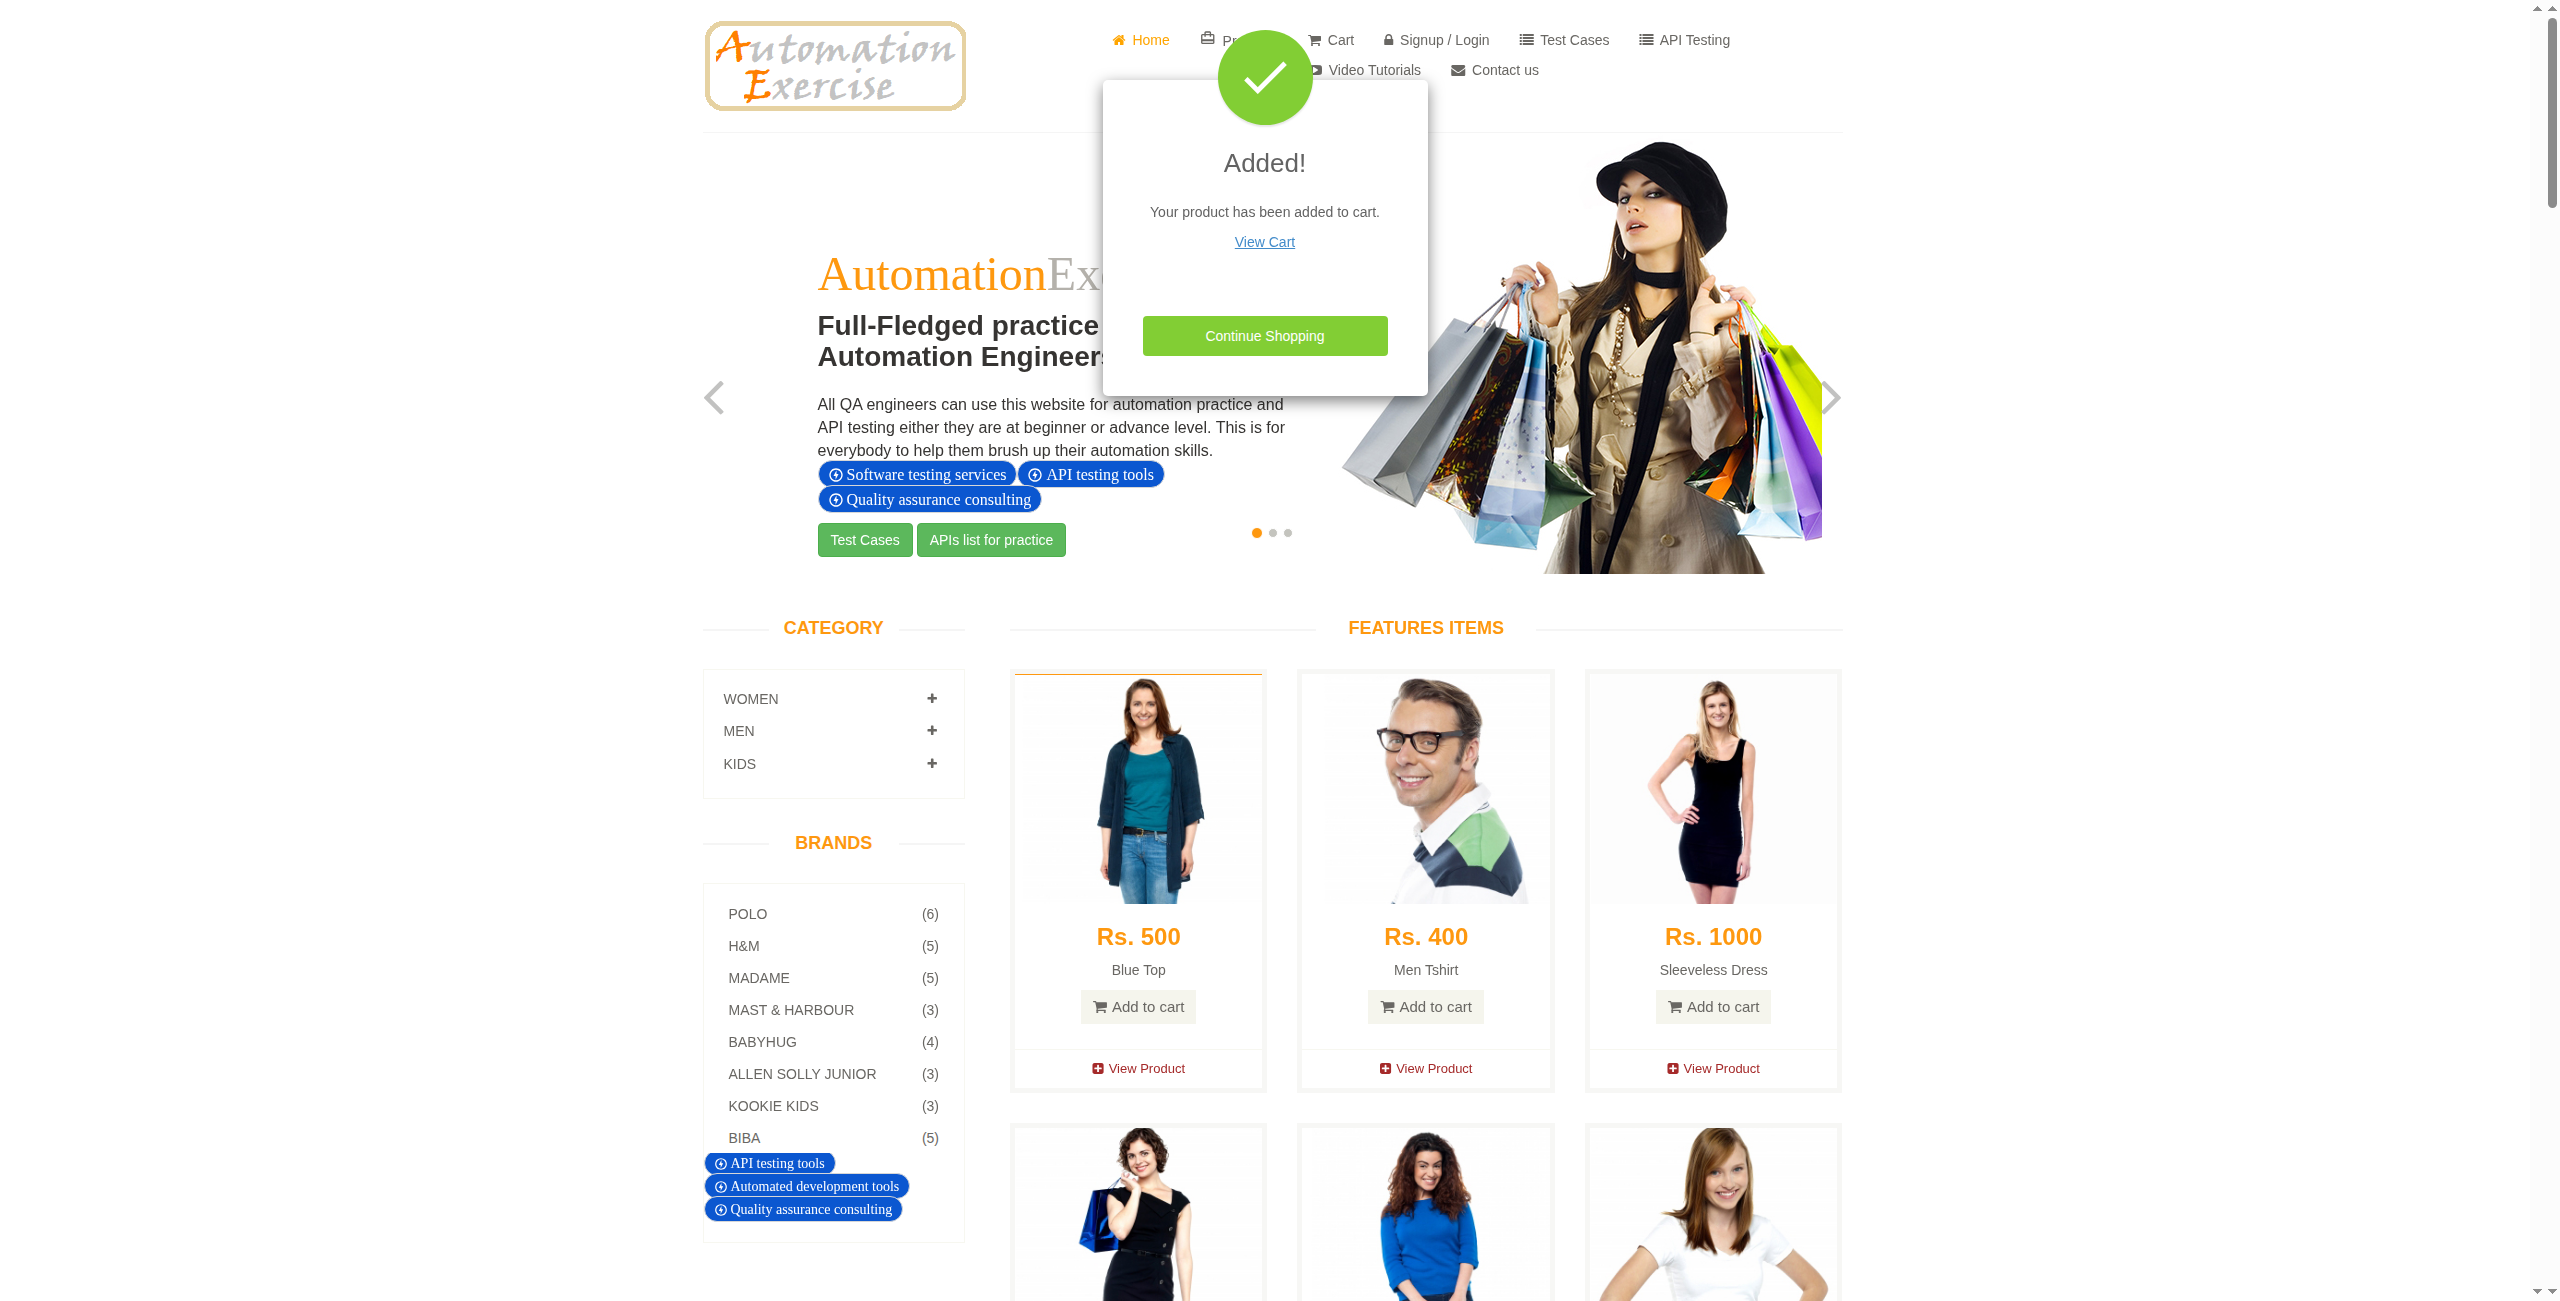 Automation
Exercise
Home
Cart
Signup / Login
Test Cases
API Testing
Video Tutorials
Contact us
Added!
Your product has been added to cart.
View Cart
Continue Shopping
Automation
Full-Fledged practice
Automation
All QA engineers can use this website for automation practice and
API testing either they are at beginner or advance level. This is for
everybody to help them brush up their automation skills.
Software testing services
API testing tools
Quality assurance consulting
Test Cases
APIs list for practice
CATEGORY
WOMEN
MEN
KIDS
BRANDS
POLO (6)
H&M (5)
MADAME (5)
MAST & HARBOUR (3)
BABYHUG (4)
ALLEN SOLLY JUNIOR (3)
KOOKIE KIDS (3)
BIBA (5)
API testing tools
Automated development tools
Quality assurance consulting
FEATURES ITEMS
Rs. 500
Blue Top
Add to cart
View Product
Rs. 400
Men Tshirt
Add to cart
View Product
Rs. 1000
Sleeveless Dress
Add to cart
View Product